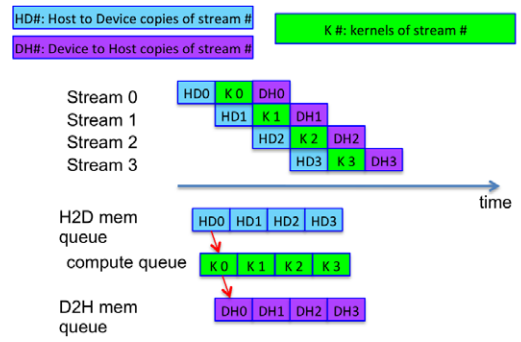 HD#: Host to Device copies of stream #
K #: kernels of stream #
DH#: Device to Host copies of stream #
Stream 0 HD0 K 0 DH0
Stream 1 HD1 K 1 DH1
Stream 2 HD2 K 2 DH2
Stream 3 HD3 K 3 DH3
time
H2D mem
queue
HD0 HD1 HD2 HD3
compute queue K 0 K 1 K 2 K 3
D2H mem
queue
DH0 DH1 DH2 DH3